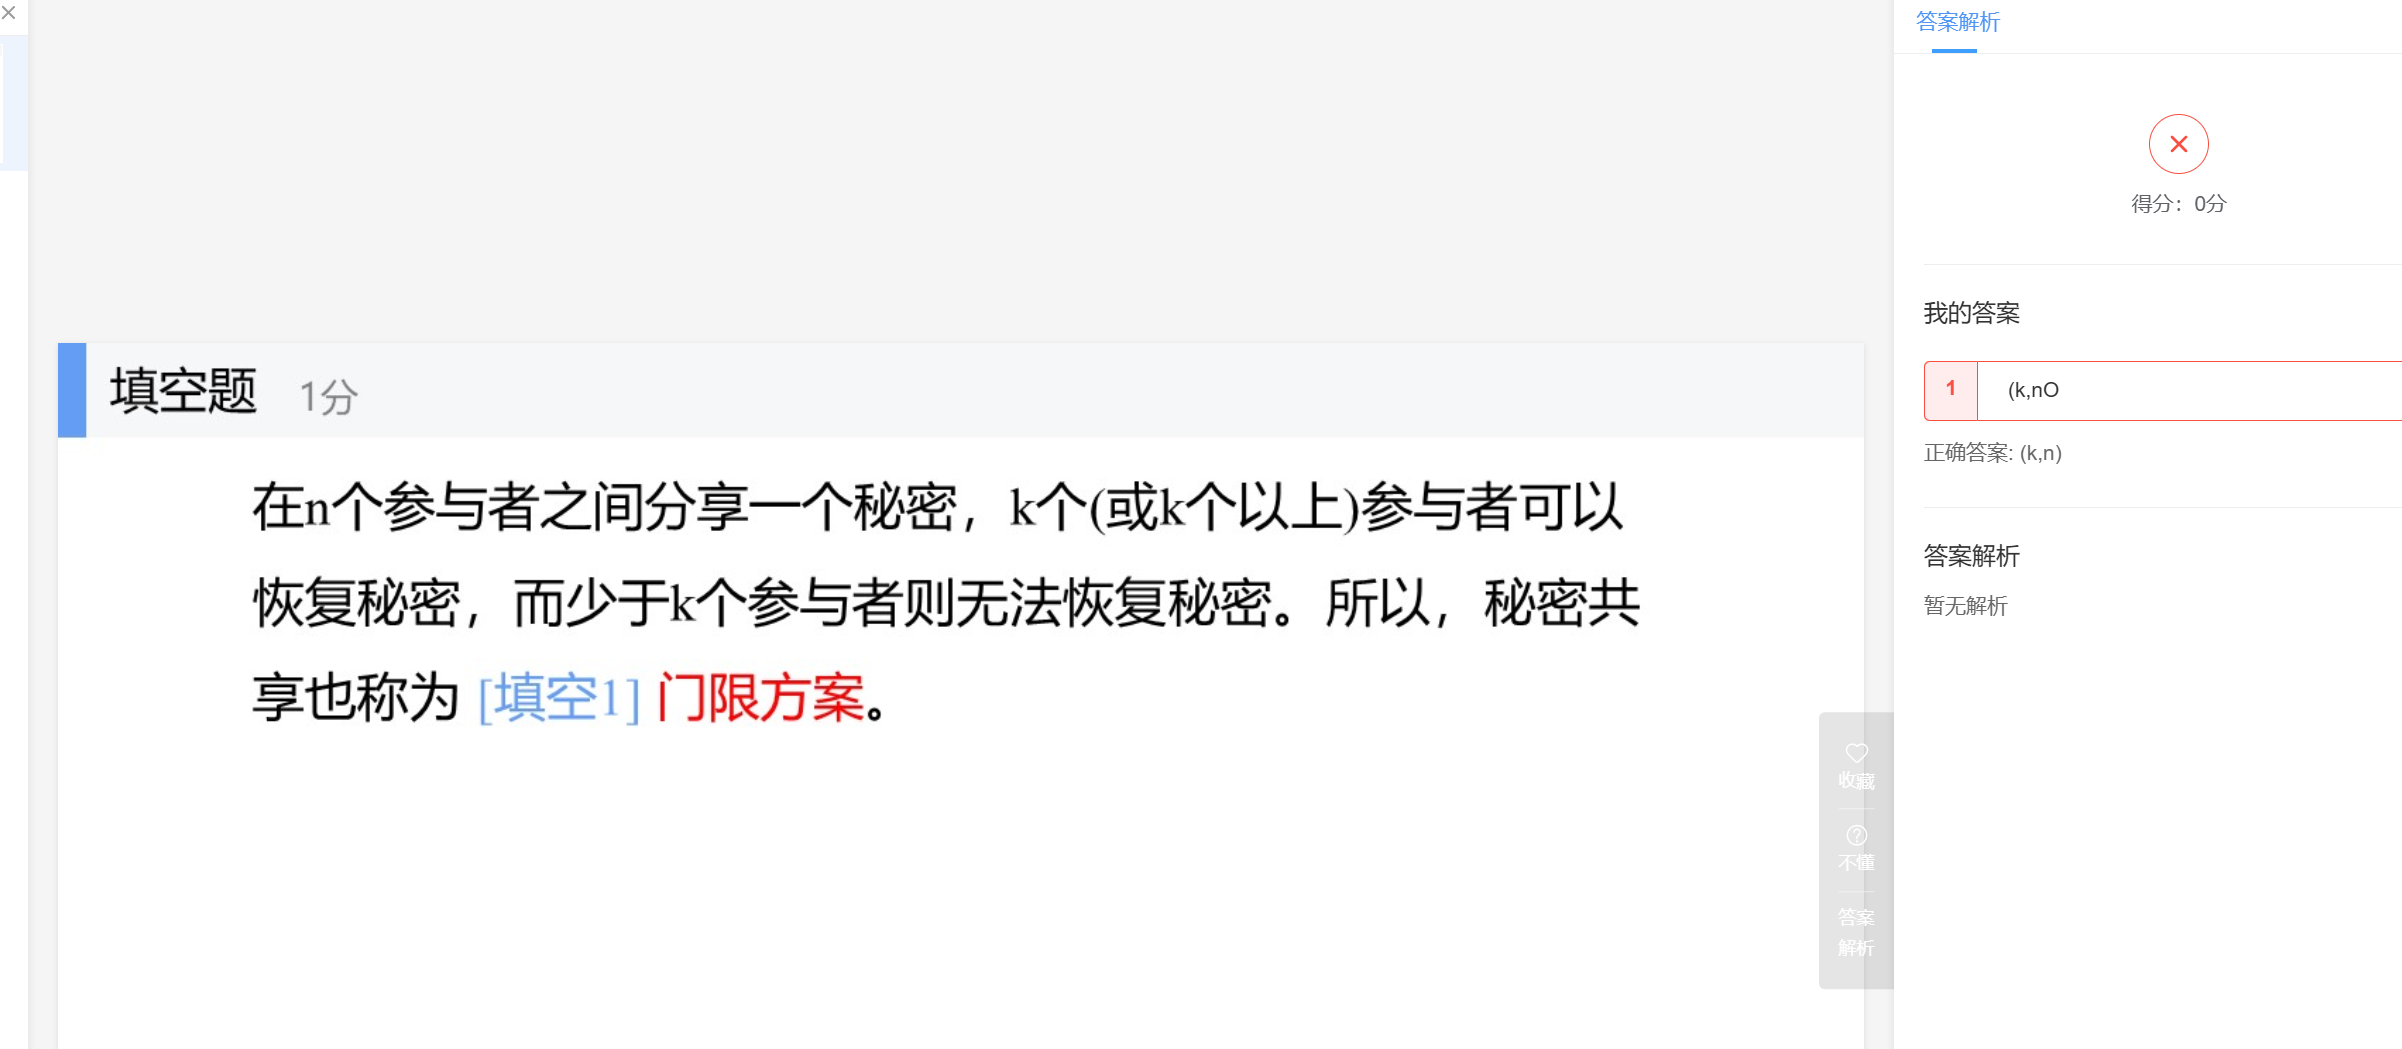 答案解析
得分：0分
我的答案
1 (k,nO
正确答案: (k,n)
答案解析
暂无解析
填空题 1分
在n个参与者之间分享一个秘密，k个(或k个以上)参与者可以
恢复秘密，而少于k个参与者则无法恢复秘密。所以，秘密共
享也称为 [填空1] 门限方案。
收藏
不懂
答案
解析